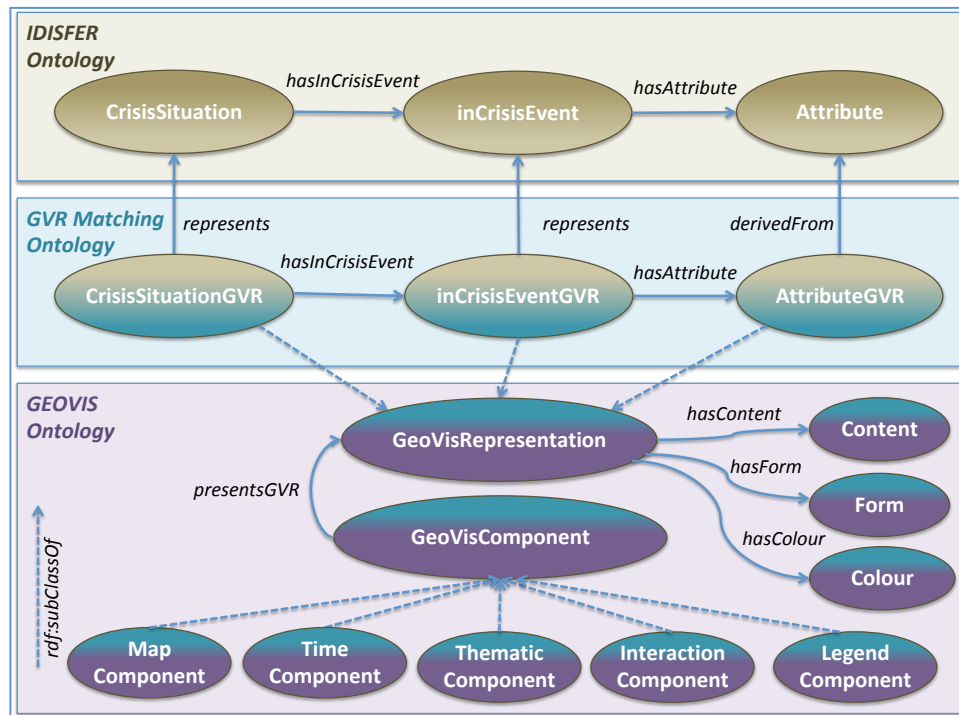 IDISFER
Ontology
hasInCrisisEvent
hasAttribute
CrisisSituation
inCrisisEvent
Attribute
GVR Matching
Ontology
represents
represents
derivedFrom
hasInCrisisEvent
hasAttribute
CrisisSituationGVR
inCrisisEventGVR
AttributeGVR
GEOVIS
Ontology
hasContent
Content
GeoVisRepresentation
hasForm
presentsGVR
Form
GeoVisComponent
hasColour
Colour
rdf:subClassOf
Map
Component
Time
Component
Thematic
Component
Interaction
Component
Legend
Component